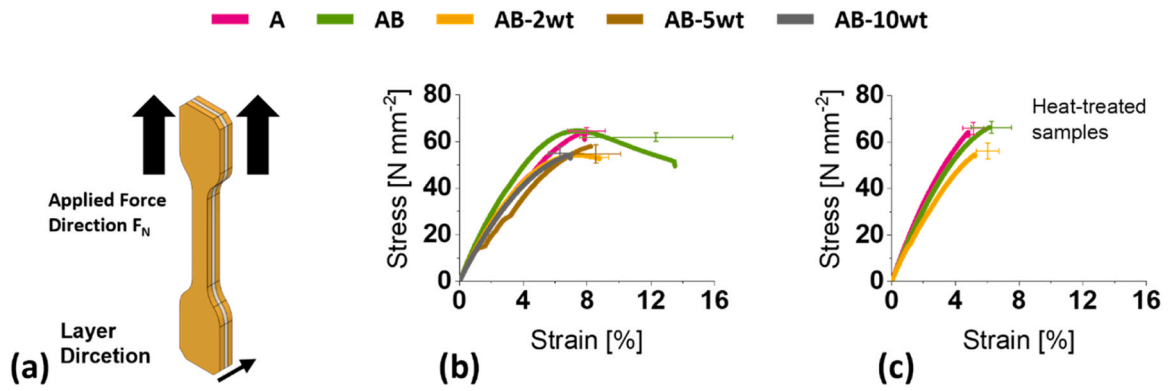 A AB AB-2wt AB-5wt AB-10wt
Applied Force
Direction FN
Layer
Dircetion
(a)
Stress [N mm-2]
80
60
40
20
0
0 4 8 12 16
Strain [%]
(b)
Heat-treated
samples
Stress [N mm-2]
80
60
40
20
0
0 4 8 12 16
Strain [%]
(c)